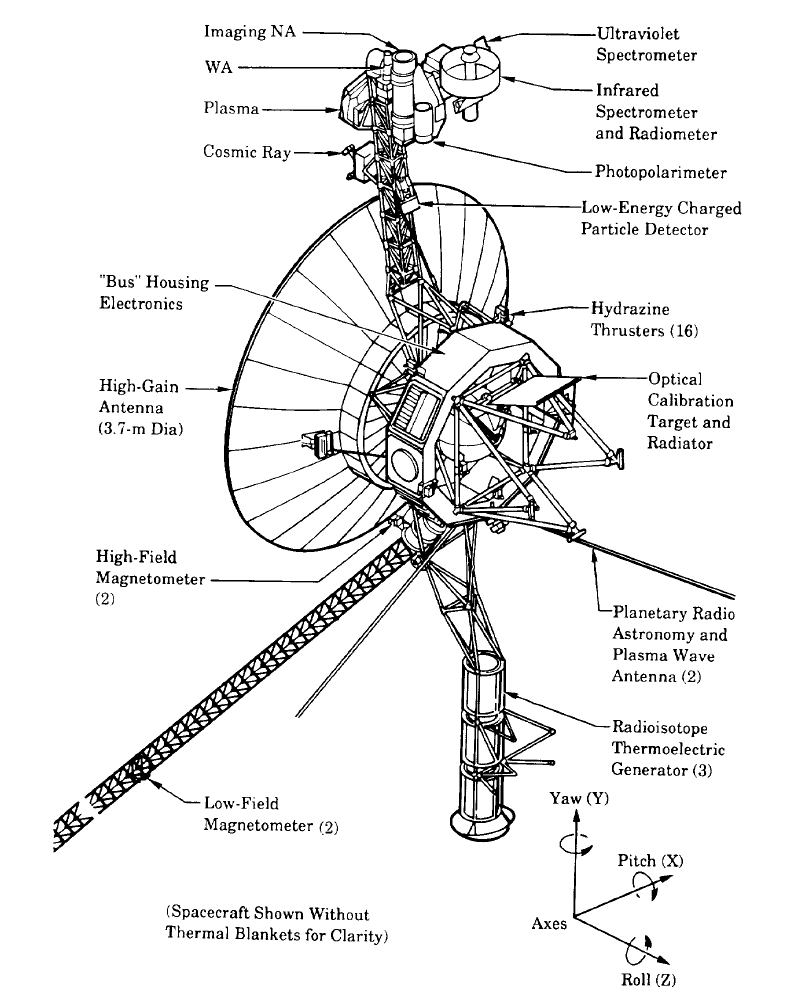 Imaging NA
WA
Plasma
Cosmic Ray
Ultraviolet
Spectrometer
Infrared
Spectrometer
and Radiometer
Photopolarimeter
Low-Energy Charged
Particle Detector
"Bus" Housing
Electronics
Hydrazine
Thrusters (16)
High-Gain
Antenna
(3.7-m Dia)
Optical
Calibration
Target and
Radiator
High-Field
Magnetometer
(2)
Planetary Radio
Astronomy and
Plasma Wave
Antenna (2)
Radioisotope
Thermoelectric
Generator (3)
Low-Field
Magnetometer (2)
Yaw (Y)
Pitch (X)
Axes
Roll (Z)
(Spacecraft Shown Without
Thermal Blankets for Clarity)